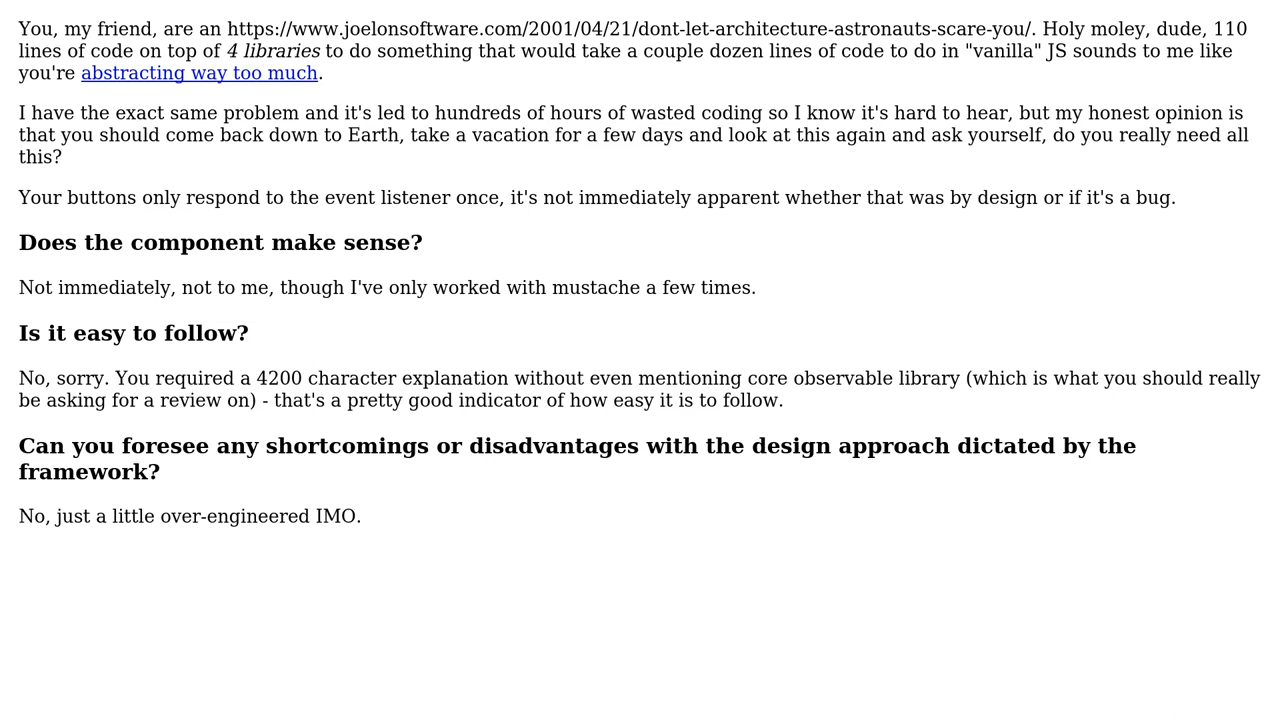 You, my friend, are an https://www.joelonsoftware.com/2001/04/21/dont-let-architecture-astronauts-scare-you/. Holy moley, dude, 110
lines of code on top of 4 libraries to do something that would take a couple dozen lines of code to do in "vanilla" JS sounds to me like
you're abstracting way too much.
I have the exact same problem and it's led to hundreds of hours of wasted coding so I know it's hard to hear, but my honest opinion is
that you should come back down to Earth, take a vacation for a few days and look at this again and ask yourself, do you really need all
this?
Your buttons only respond to the event listener once, it's not immediately apparent whether that was by design or if it's a bug.
Does the component make sense?
Not immediately, not to me, though I've only worked with mustache a few times.
Is it easy to follow?
No, sorry. You required a 4200 character explanation without even mentioning core observable library (which is what you should really
be asking for a review on) - that's a pretty good indicator of how easy it is to follow.
Can you foresee any shortcomings or disadvantages with the design approach dictated by the
framework?
No, just a little over-engineered IMO.